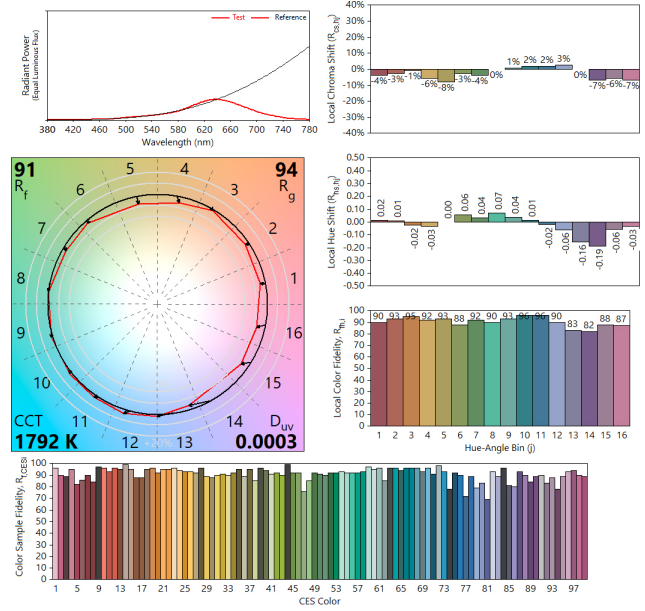 Test Reference
Radiant Power
(Equal Luminous Flux)
380 420 460 500 540 580 620 660 700 740 780
Wavelength (nm)
Local Chroma Shift (Rcs,hj)
40%
30%
20%
10%
0%
-10%
-20%
-30%
-40%
-4% -3% -1% -6% -8% -3% -4% 0% 1% 2% 2% 3% 0% -7% -6% -7%
91
Rf
94
Rg
1 2 3 4 5 6 7 8 9 10 11 12 13 14 15 16
+20%
CCT
1792 K
Duv
0.0003
Local Hue Shift (Rhs,hj)
0.50
0.40
0.30
0.20
0.10
0.00
-0.10
-0.20
-0.30
-0.40
-0.50
0.02 0.01 -0.02 -0.03 0.00 0.06 0.04 0.07 0.04 0.01 -0.02 -0.06 -0.16 -0.19 -0.06 -0.03
Local Color Fidelity, Rfh,i
100
90
80
70
60
50
40
30
20
10
0
90 93 95 92 93 88 92 90 93 96 96 90 83 82 88 87
1 2 3 4 5 6 7 8 9 10 11 12 13 14 15 16
Hue-Angle Bin (j)
Color Sample Fidelity, Rf,CESi
100
90
80
70
60
50
40
30
20
10
0
1 5 9 13 17 21 25 29 33 37 41 45 49 53 57 61 65 69 73 77 81 85 89 93 97
CES Color